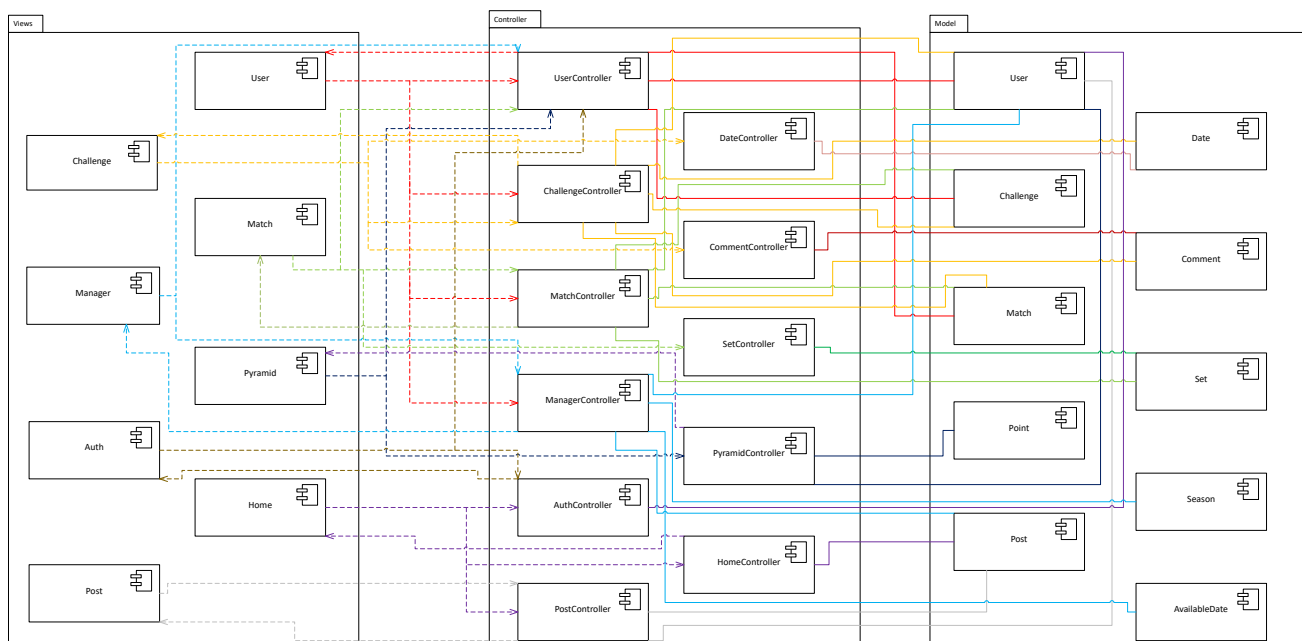 Views
Controller
Model
User
UserController
User
DateController
Date
Challenge
ChallengeController
Challenge
Match
CommentController
Comment
Manager
MatchController
Match
SetController
Pyramid
ManagerController
Set
Point
Auth
PyramidController
Home
AuthController
Season
Post
HomeController
Post
PostController
AvailableDate